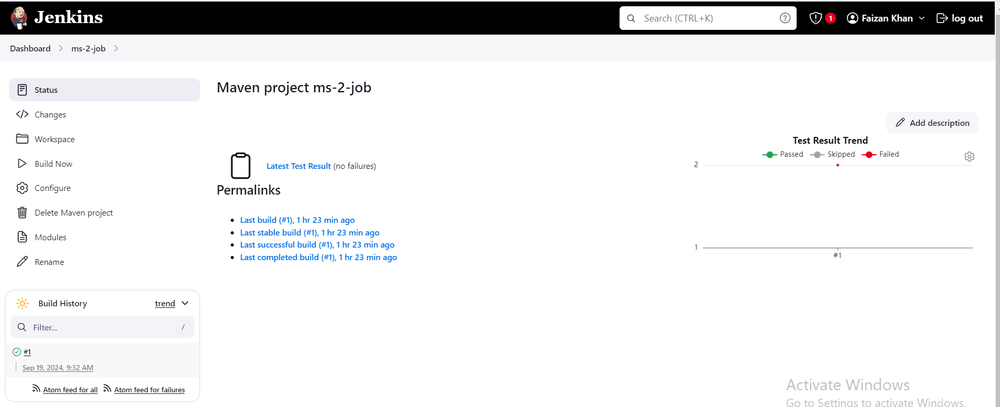 Jenkins
Search (CTRL+K)
?
1
Faizan Khan
log out
Dashboard > ms-2-job >
Status
Changes
Workspace
Build Now
Configure
Delete Maven project
Modules
Rename
Build History
trend
Filter...
/
#1
Sep 19, 2024, 9:32 AM
Atom feed for all
Atom feed for failures
Maven project ms-2-job
Add description
Latest Test Result (no failures)
Permalinks
Last build (#1), 1 hr 23 min ago
Last stable build (#1), 1 hr 23 min ago
Last successful build (#1), 1 hr 23 min ago
Last completed build (#1), 1 hr 23 min ago
Test Result Trend
Passed Skipped Failed
2
1
#1
Activate Windows
Go to Settings to activate Windows.